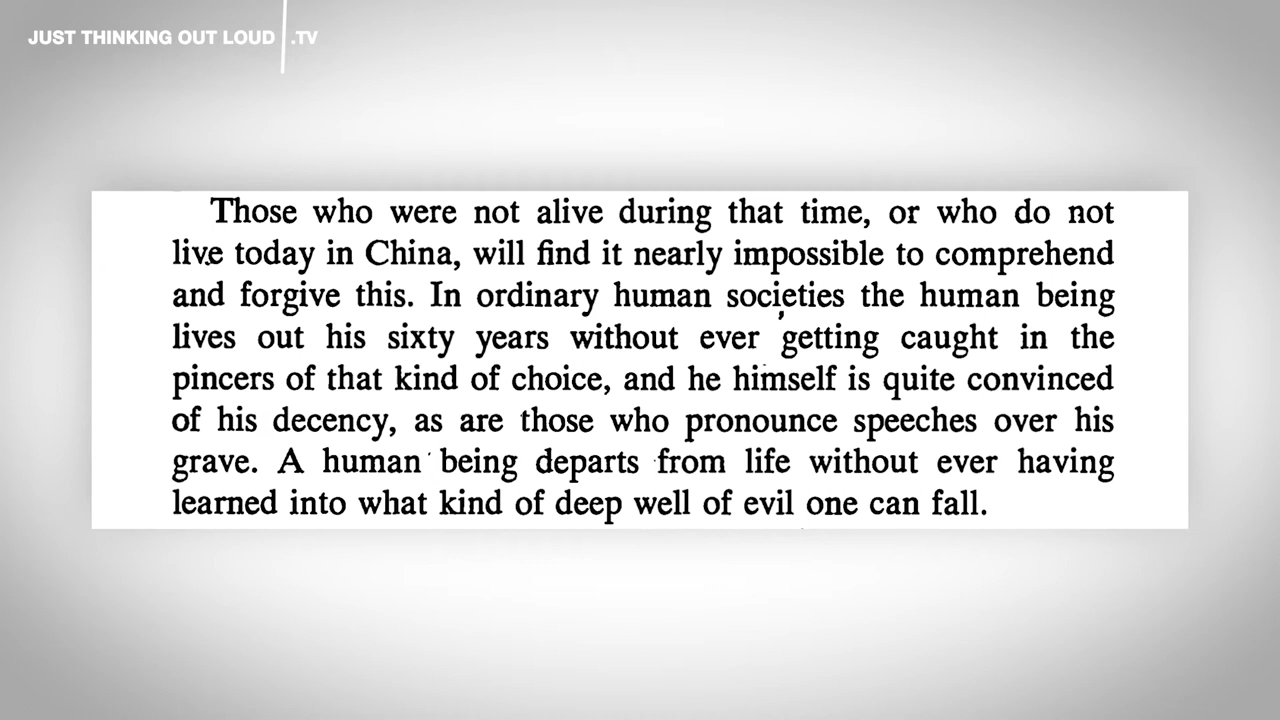 JUST THINKING OUT LOUD .TV
Those who were not alive during that time, or who do not
live today in China, will find it nearly impossible to comprehend
and forgive this. In ordinary human societies the human being
lives out his sixty years without ever getting caught in the
pincers of that kind of choice, and he himself is quite convinced
of his decency, as are those who pronounce speeches over his
grave. A human being departs from life without ever having
learned into what kind of deep well of evil one can fall.